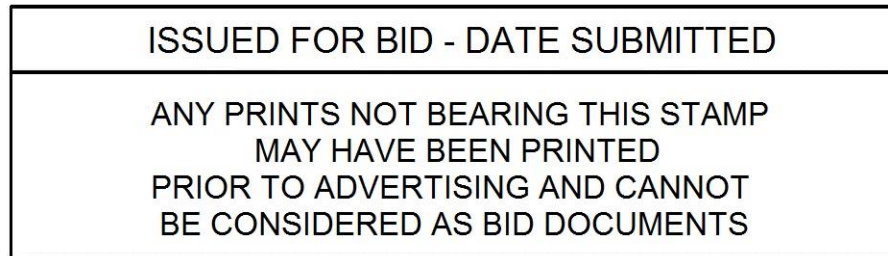 ISSUED FOR BID - DATE SUBMITTED
ANY PRINTS NOT BEARING THIS STAMP
MAY HAVE BEEN PRINTED
PRIOR TO ADVERTISING AND CANNOT
BE CONSIDERED AS BID DOCUMENTS